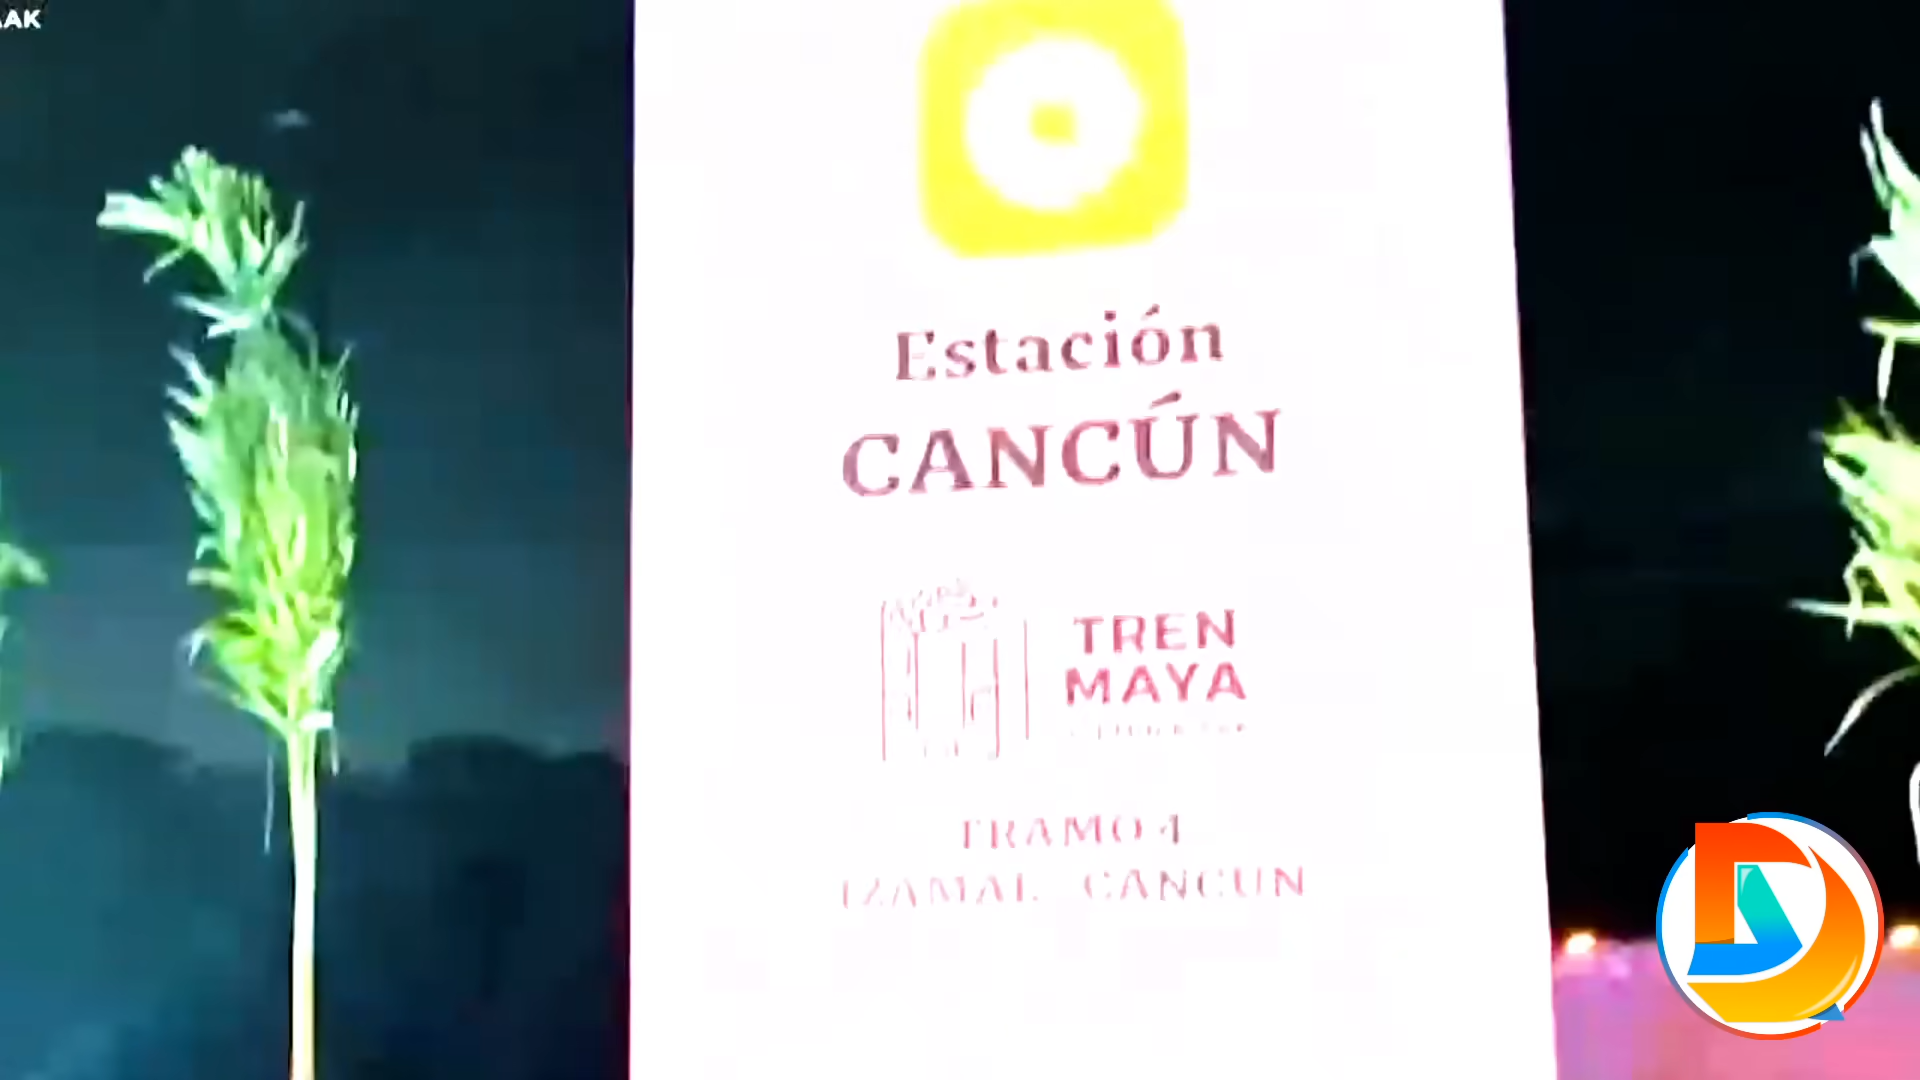 Estación
CANCÚN
TREN
MAYA
TRAMO 4
IZAMAL CANCUN